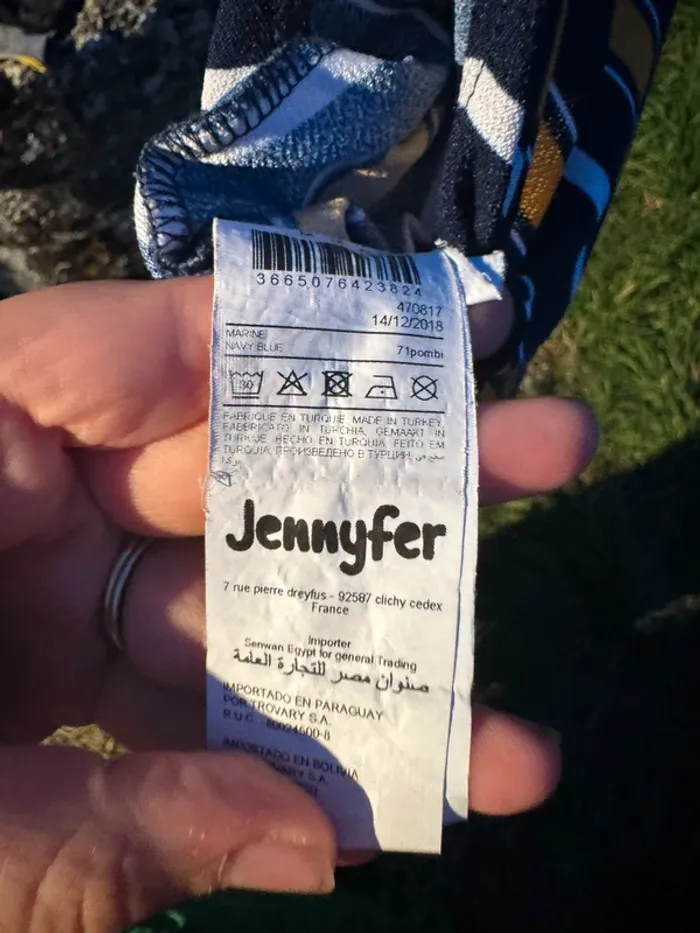 3665076423824
470817
14/12/2018
MARINE
NAVY BLUE 71pombi
30
FABRIQUE EN TURQUIE, MADE IN TURKEY,
FABBRICATO IN TURCHIA, GEMAAKT IN
TURKIJE, HECHO EN TURQUIA, FEITO EM
TURQUIA, ПРОИЗВЕДЕНО В ТУРЦИИ,
Jennyfer
7 rue pierre dreyfus - 92587 clichy cedex
France
Importer
Senwan Egypt for general Trading
صنوان مصر للتجارة العامة
IMPORTADO EN PARAGUAY
POR TROVARY S.A.
R.U.C.
IMPORTADO EN BOLIVIA
S.A.